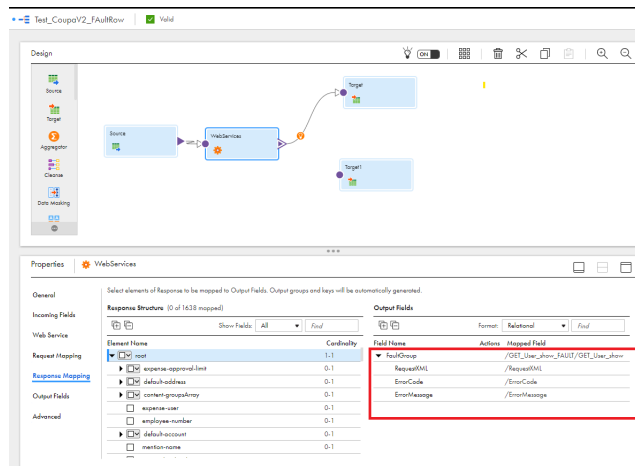 Test_CoupaV2_FAultRow Valid
Design ON
Source
Target
Aggregator
Cleanse
Data Masking
Source
WebServices
Target
Target1
Properties WebServices
General
Incoming Fields
Web Service
Request Mapping
Response Mapping
Output Fields
Advanced
Select elements of Response to be mapped to Output Fields. Output groups and keys will be automatically generated.
Response Structure (0 of 1638 mapped)
Show Fields: All Find
Element Name Cardinality
root 1-1
expense-approval-limit 0-1
default-address 0-1
content-groupsArray 0-1
expense-user 0-1
employee-number 0-1
default-account 0-1
mention-name 0-1
Output Fields
Format: Relational Find
Field Name Actions Mapped Field
FaultGroup /GET_User_show_FAULT/GET_User_show
RequestXML /RequestXML
ErrorCode /ErrorCode
ErrorMessage /ErrorMessage